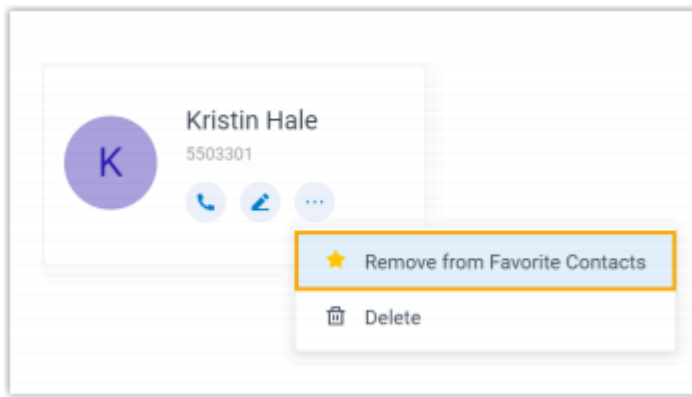 K
Kristin Hale
5503301
Remove from Favorite Contacts
Delete